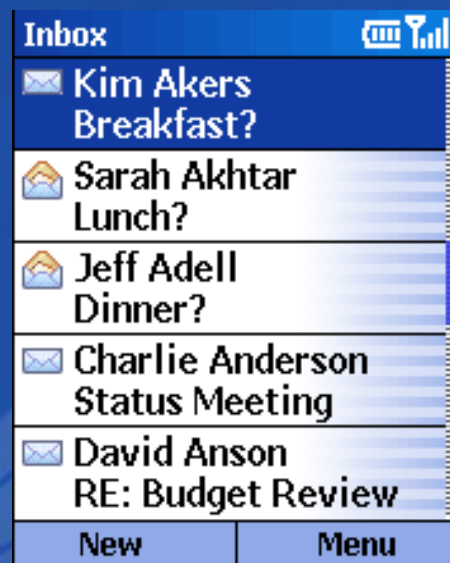 Inbox
Kim Akers
Breakfast?
Sarah Akhtar
Lunch?
Jeff Adell
Dinner?
Charlie Anderson
Status Meeting
David Anson
RE: Budget Review
New Menu